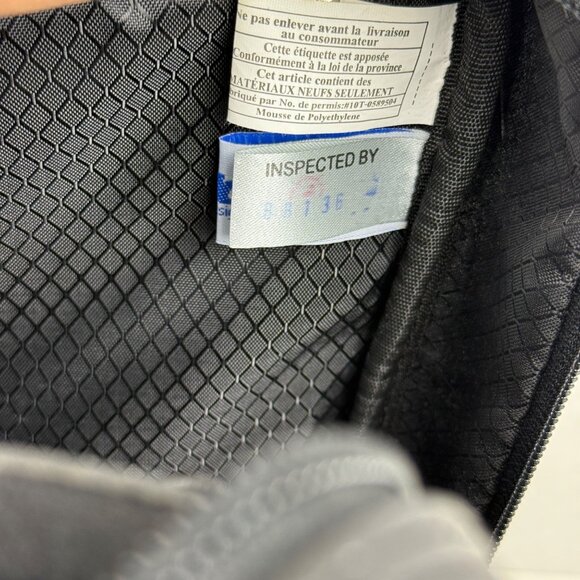 Ne pas enlever avant la livraison
au consommateur
Cette étiquette est apposée
Conformément à la loi de la province
Cet article contient des
MATÉRIAUX NEUFS SEULEMENT
Fabriqué par No. de permis:#10T-0589504
Mousse de Polyethylene
INSPECTED BY